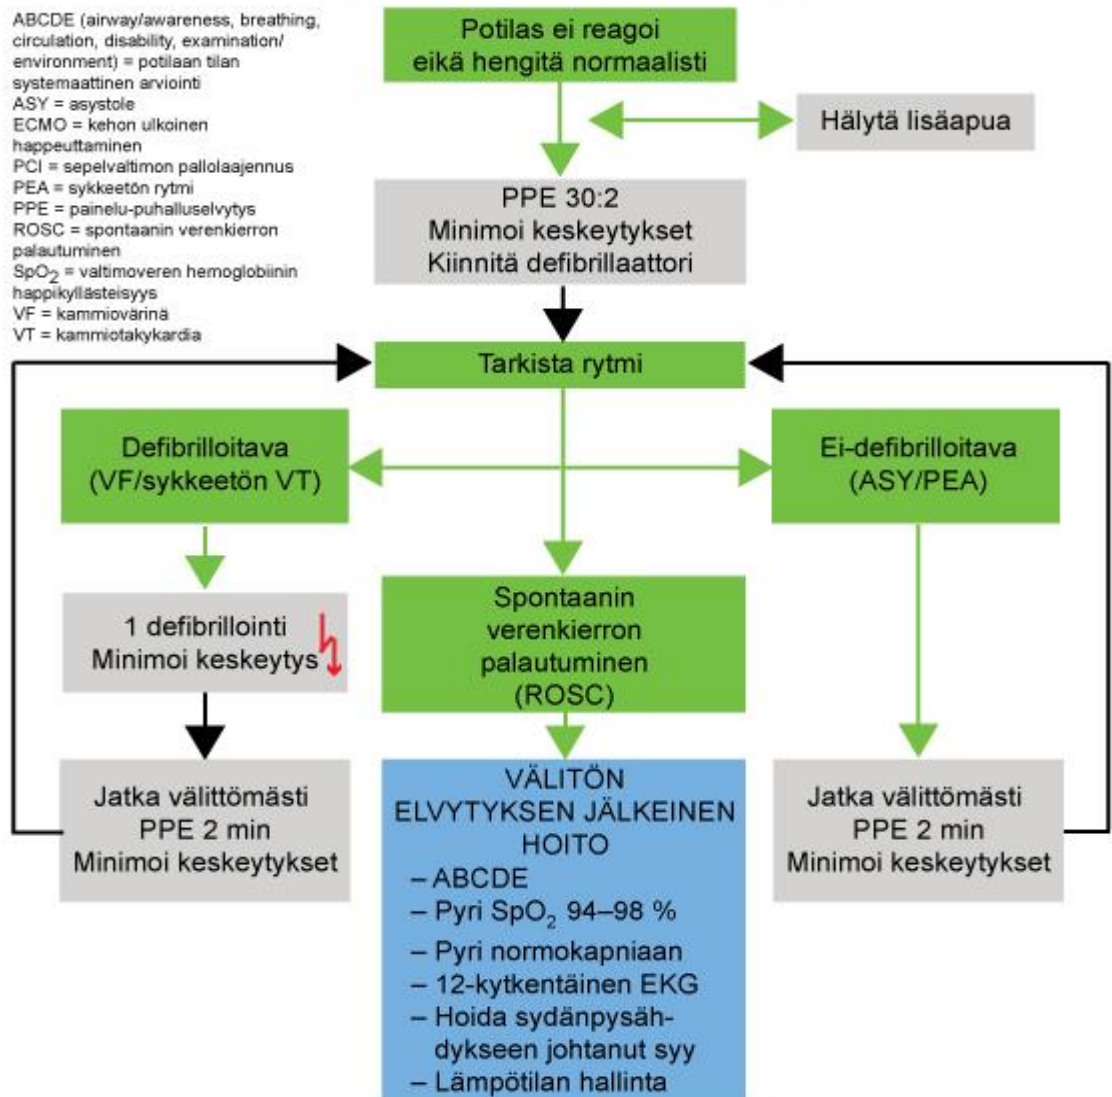 ABCDE (airway/awareness, breathing,
circulation, disability, examination/
environment) = potilaan tilan
systemaattinen arviointi
ASY = asystole
ECMO = kehon ulkoinen
happeuttaminen
PCI = sepelvaltimon pallolaajennus
PEA = sykkeetön rytmi
PPE = painelu-puhalluselvytys
ROSC = spontaanin verenkierron
palautuminen
SpO2 = valtimoveren hemoglobiinin
happikyllästeisyys
VF = kammiovärinä
VT = kammiotakykardia
Potilas ei reagoi
eikä hengitä normaalisti
Hälytä lisäapua
PPE 30:2
Minimoi keskeytykset
Kiinnitä defibrillaattori
Tarkista rytmi
Defibrilloitava
(VF/sykkeetön VT)
Ei-defibrilloitava
(ASY/PEA)
1 defibrillointi
Minimoi keskeytys
Spontaanin
verenkierron
palautuminen
(ROSC)
Jatka välittömästi
PPE 2 min
Minimoi keskeytykset
VÄLITÖN
ELVYTYKSEN JÄLKEINEN
HOITO
– ABCDE
– Pyri SpO₂ 94–98 %
– Pyri normokapniaan
– 12-kytkentäinen EKG
– Hoida sydänpysäh-
dykseen johtanut syy
– Lämpötilan hallinta
Jatka välittömästi
PPE 2 min
Minimoi keskeytykset